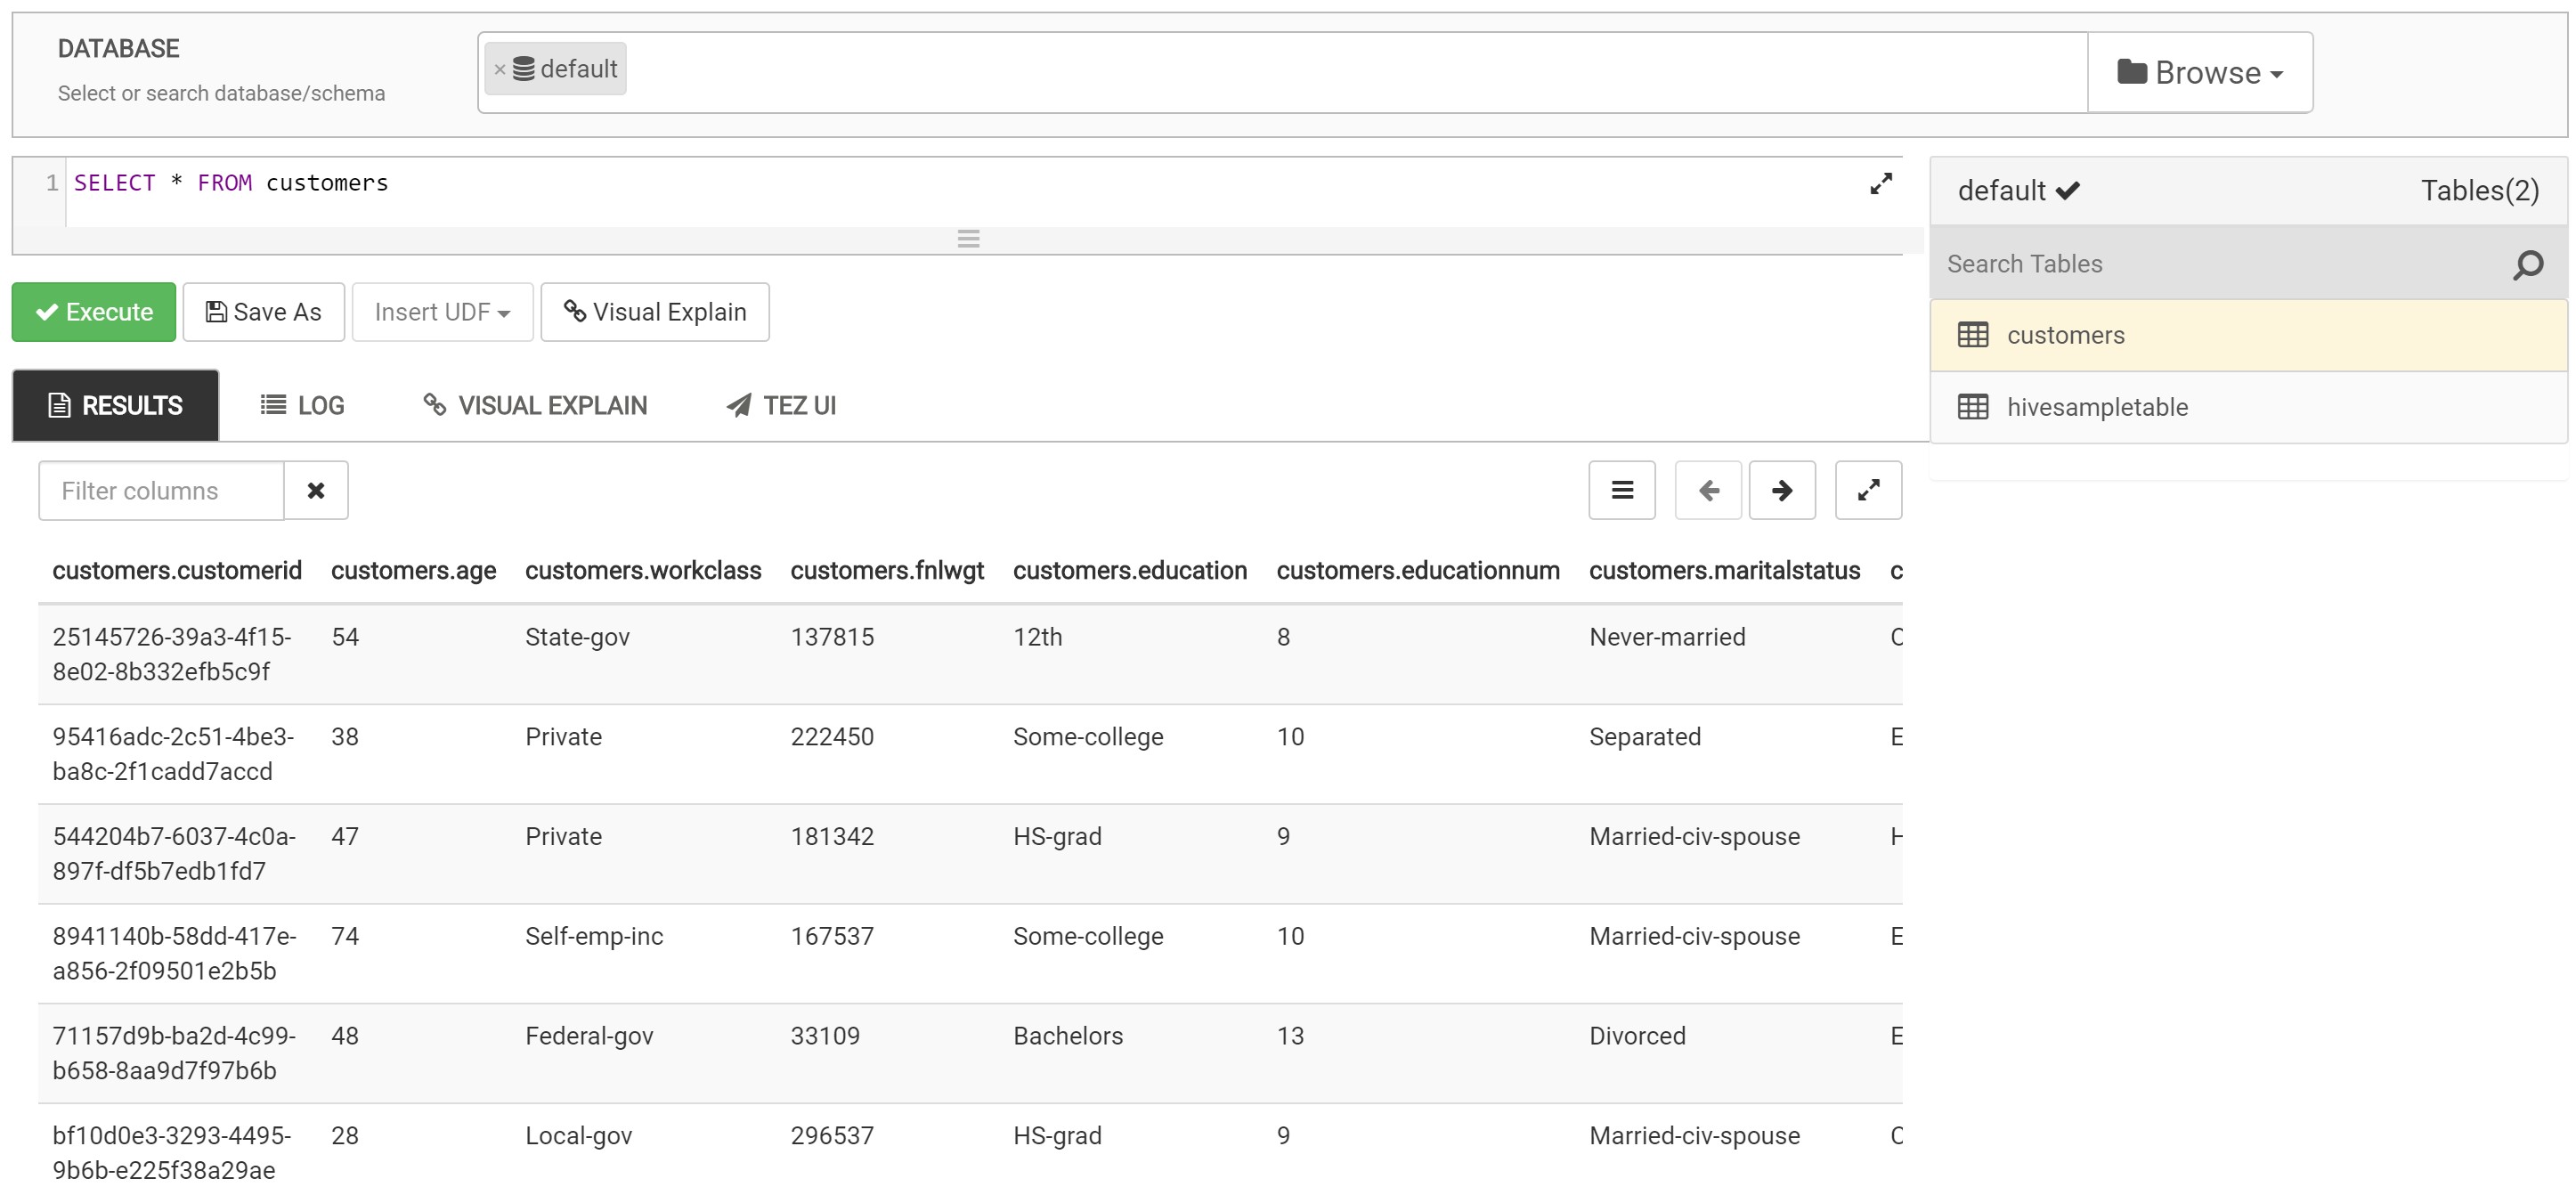 DATABASE
Select or search database/schema
× default
Browse
1 SELECT * FROM customers
default Tables(2)
Search Tables
customers
hivesampletable
Execute Save As Insert UDF Visual Explain
RESULTS LOG VISUAL EXPLAIN TEZ UI
Filter columns
customers.customerid customers.age customers.workclass customers.fnlwgt customers.education customers.educationnum customers.maritalstatus c
25145726-39a3-4f15- 54 State-gov 137815 12th 8 Never-married
8e02-8b332efb5c9f
95416adc-2c51-4be3- 38 Private 222450 Some-college 10 Separated E
ba8c-2f1cadd7accd
544204b7-6037-4c0a- 47 Private 181342 HS-grad 9 Married-civ-spouse
897f-df5b7edb1fd7
8941140b-58dd-417e- 74 Self-emp-inc 167537 Some-college 10 Married-civ-spouse E
a856-2f09501e2b5b
71157d9b-ba2d-4c99- 48 Federal-gov 33109 Bachelors 13 Divorced E
b658-8aa9d7f97b6b
bf10d0e3-3293-4495- 28 Local-gov 296537 HS-grad 9 Married-civ-spouse
9b6b-e225f38a29ae